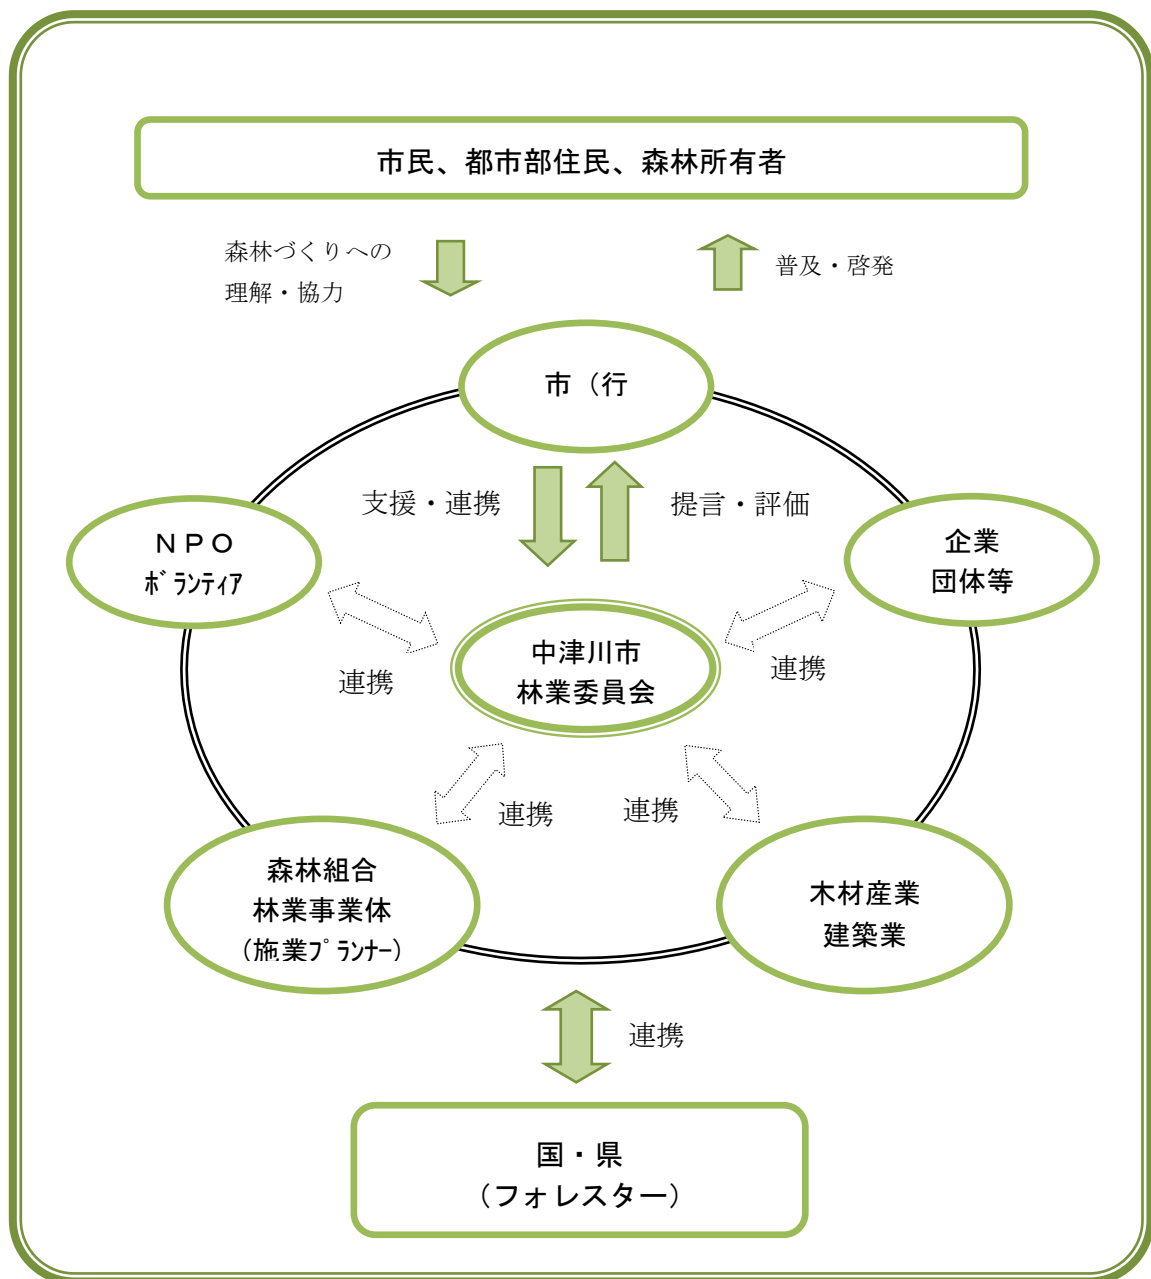 市民、都市部住民、森林所有者
森林づくりへの
理解・協力
普及・啓発
市（行
支援・連携
提言・評価
ＮＰＯ
ﾎﾞﾗﾝﾃｨｱ
企業
団体等
中津川市
林業委員会
連携
連携
連携
連携
森林組合
林業事業体
（施業ﾌﾟﾗﾝﾅｰ）
木材産業
建築業
連携
国・県
（フォレスター）